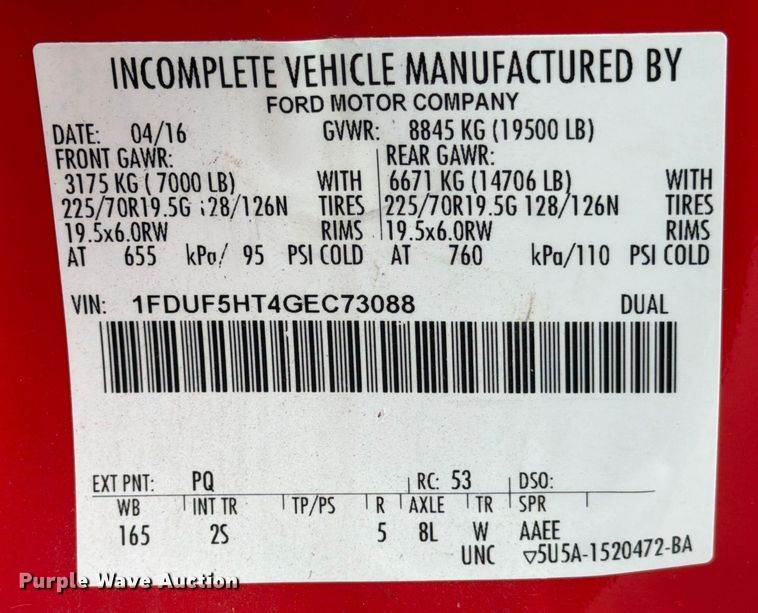 INCOMPLETE VEHICLE MANUFACTURED BY
FORD MOTOR COMPANY
DATE: 04/16 GVWR: 8845 KG (19500 LB)
FRONT GAWR: REAR GAWR:
3175 KG ( 7000 LB) WITH 6671 KG (14706 LB) WITH
225/70R19.5G 128/126N TIRES 225/70R19.5G 128/126N TIRES
19.5x6.0RW RIMS 19.5x6.0RW RIMS
AT 655 kPa/ 95 PSI COLD AT 760 kPa/110 PSI COLD
VIN: 1FDUF5HT4GEC73088 DUAL
EXT PNT: PQ RC: 53 DSO:
WB INT TR TP/PS R AXLE TR SPR
165 2S 5 8L W AAEE
UNC ▽5U5A-1520472-BA
Purple Wave Auction